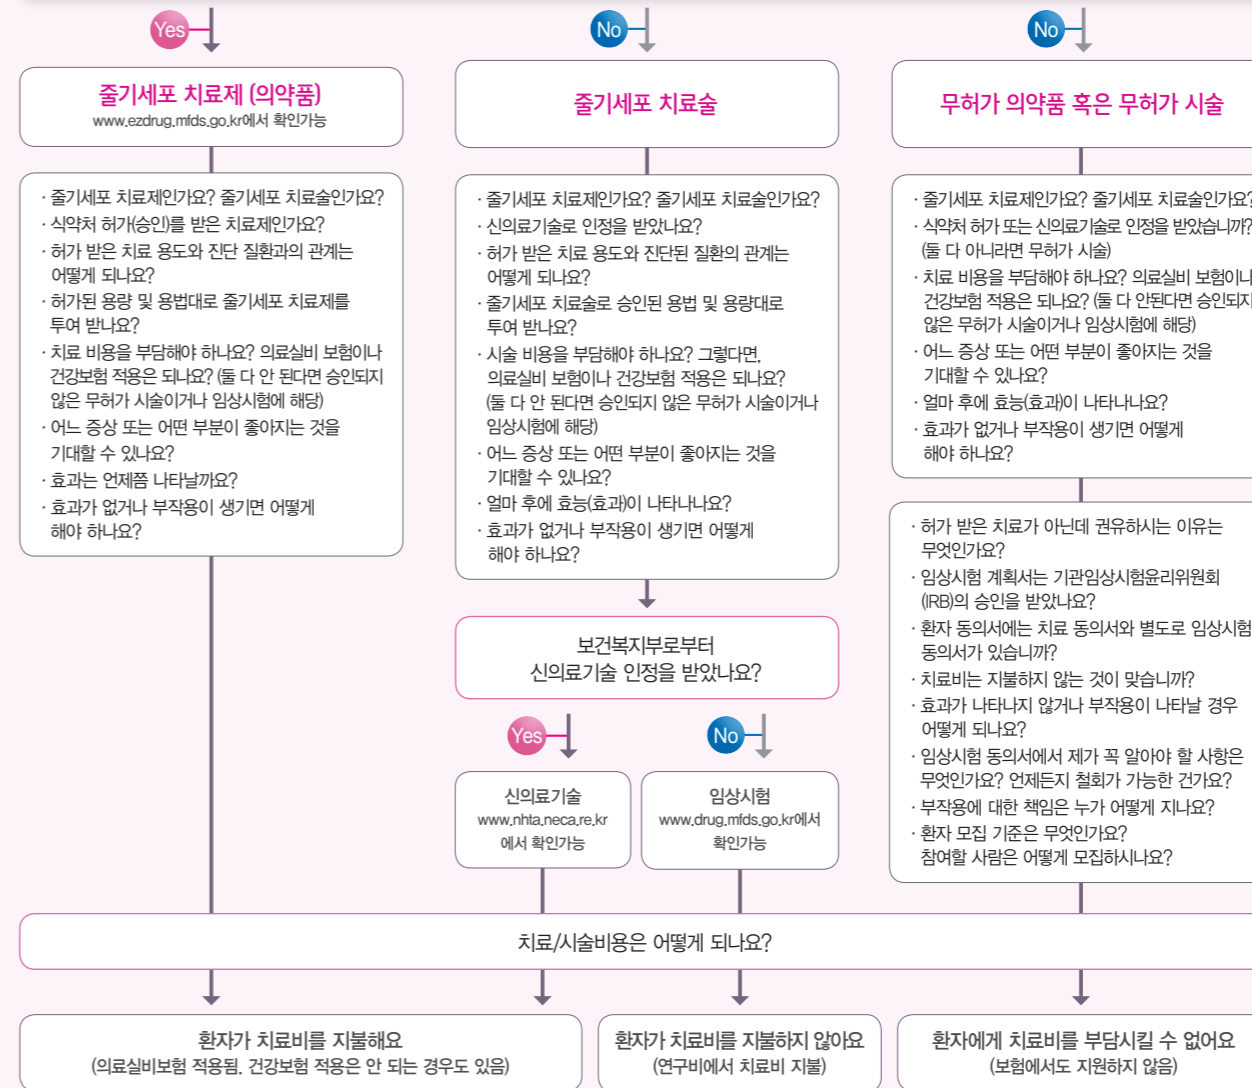 Yes
No
No
줄기세포 치료제 (의약품)
www.ezdrug.mfds.go.kr에서 확인가능
줄기세포 치료술
무허가 의약품 혹은 무허가 시술
· 줄기세포 치료제인가요? 줄기세포 치료술인가요?
· 식약처 허가(승인)를 받은 치료제인가요?
· 허가 받은 치료 용도와 진단 질환과의 관계는
어떻게 되나요?
· 허가된 용량 및 용법대로 줄기세포 치료제를
투여 받나요?
· 치료 비용을 부담해야 하나요? 의료실비 보험이나
건강보험 적용은 되나요? (둘 다 안 된다면 승인되지
않은 무허가 시술이거나 임상시험에 해당)
· 어느 증상 또는 어떤 부분이 좋아지는 것을
기대할 수 있나요?
· 효과는 언제쯤 나타날까요?
· 효과가 없거나 부작용이 생기면 어떻게
해야 하나요?
· 줄기세포 치료제인가요? 줄기세포 치료술인가요?
· 신의료기술로 인정을 받았나요?
· 허가 받은 치료 용도와 진단된 질환의 관계는
어떻게 되나요?
· 줄기세포 치료술로 승인된 용법 및 용량대로
투여 받나요?
· 시술 비용을 부담해야 하나요? 그렇다면,
의료실비 보험이나 건강보험 적용은 되나요?
(둘 다 안 된다면 승인되지 않은 무허가 시술이거나
임상시험에 해당)
· 어느 증상 또는 어떤 부분이 좋아지는 것을
기대할 수 있나요?
· 얼마 후에 효능(효과)이 나타나나요?
· 효과가 없거나 부작용이 생기면 어떻게
해야 하나요?
· 줄기세포 치료제인가요? 줄기세포 치료술인가요?
· 식약처 허가 또는 신의료기술로 인정을 받았습니까?
(둘 다 아니라면 무허가 시술)
· 치료 비용을 부담해야 하나요? 의료실비 보험이나
건강보험 적용은 되나요? (둘 다 안된다면 승인되지
않은 무허가 시술이거나 임상시험에 해당)
· 어느 증상 또는 어떤 부분이 좋아지는 것을
기대할 수 있나요?
· 얼마 후에 효능(효과)이 나타나나요?
· 효과가 없거나 부작용이 생기면 어떻게
해야 하나요?
· 허가 받은 치료가 아닌데 권유하시는 이유는
무엇인가요?
· 임상시험 계획서는 기관임상시험윤리위원회
(IRB)의 승인을 받았나요?
· 환자 동의서에는 치료 동의서와 별도로 임상시험
동의서가 있습니까?
· 치료비는 지불하지 않는 것이 맞습니까?
· 효과가 나타나지 않거나 부작용이 나타날 경우
어떻게 되나요?
· 임상시험 동의서에서 제가 꼭 알아야 할 사항은
무엇인가요? 언제든지 철회가 가능한 건가요?
· 부작용에 대한 책임은 누가 어떻게 지나요?
· 환자 모집 기준은 무엇인가요?
참여할 사람은 어떻게 모집하시나요?
보건복지부로부터
신의료기술 인정을 받았나요?
Yes
No
신의료기술
www.nhta.neca.re.kr
에서 확인가능
임상시험
www.drug.mfds.go.kr에서
확인가능
치료/시술비용은 어떻게 되나요?
환자가 치료비를 지불해요
(의료실비보험 적용됨. 건강보험 적용은 안 되는 경우도 있음)
환자가 치료비를 지불하지 않아요
(연구비에서 치료비 지불)
환자에게 치료비를 부담시킬 수 없어요
(보험에서도 지원하지 않음)